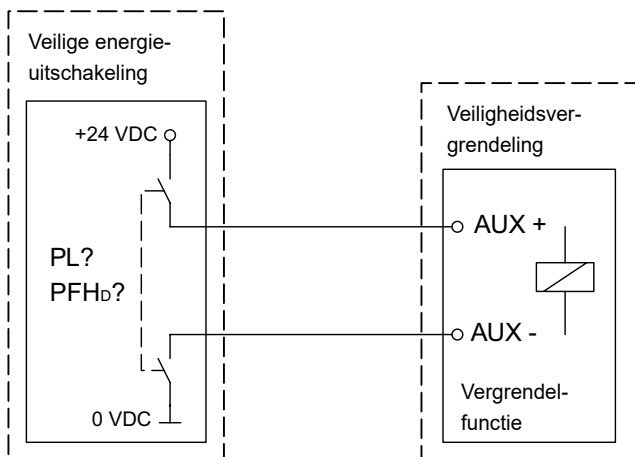 Veilige energie-
uitschakeling
+24 VDC
PL?
PFHD?
0 VDC
Veiligheidsver-
grendeling
AUX +
AUX -
Vergrendel-
functie